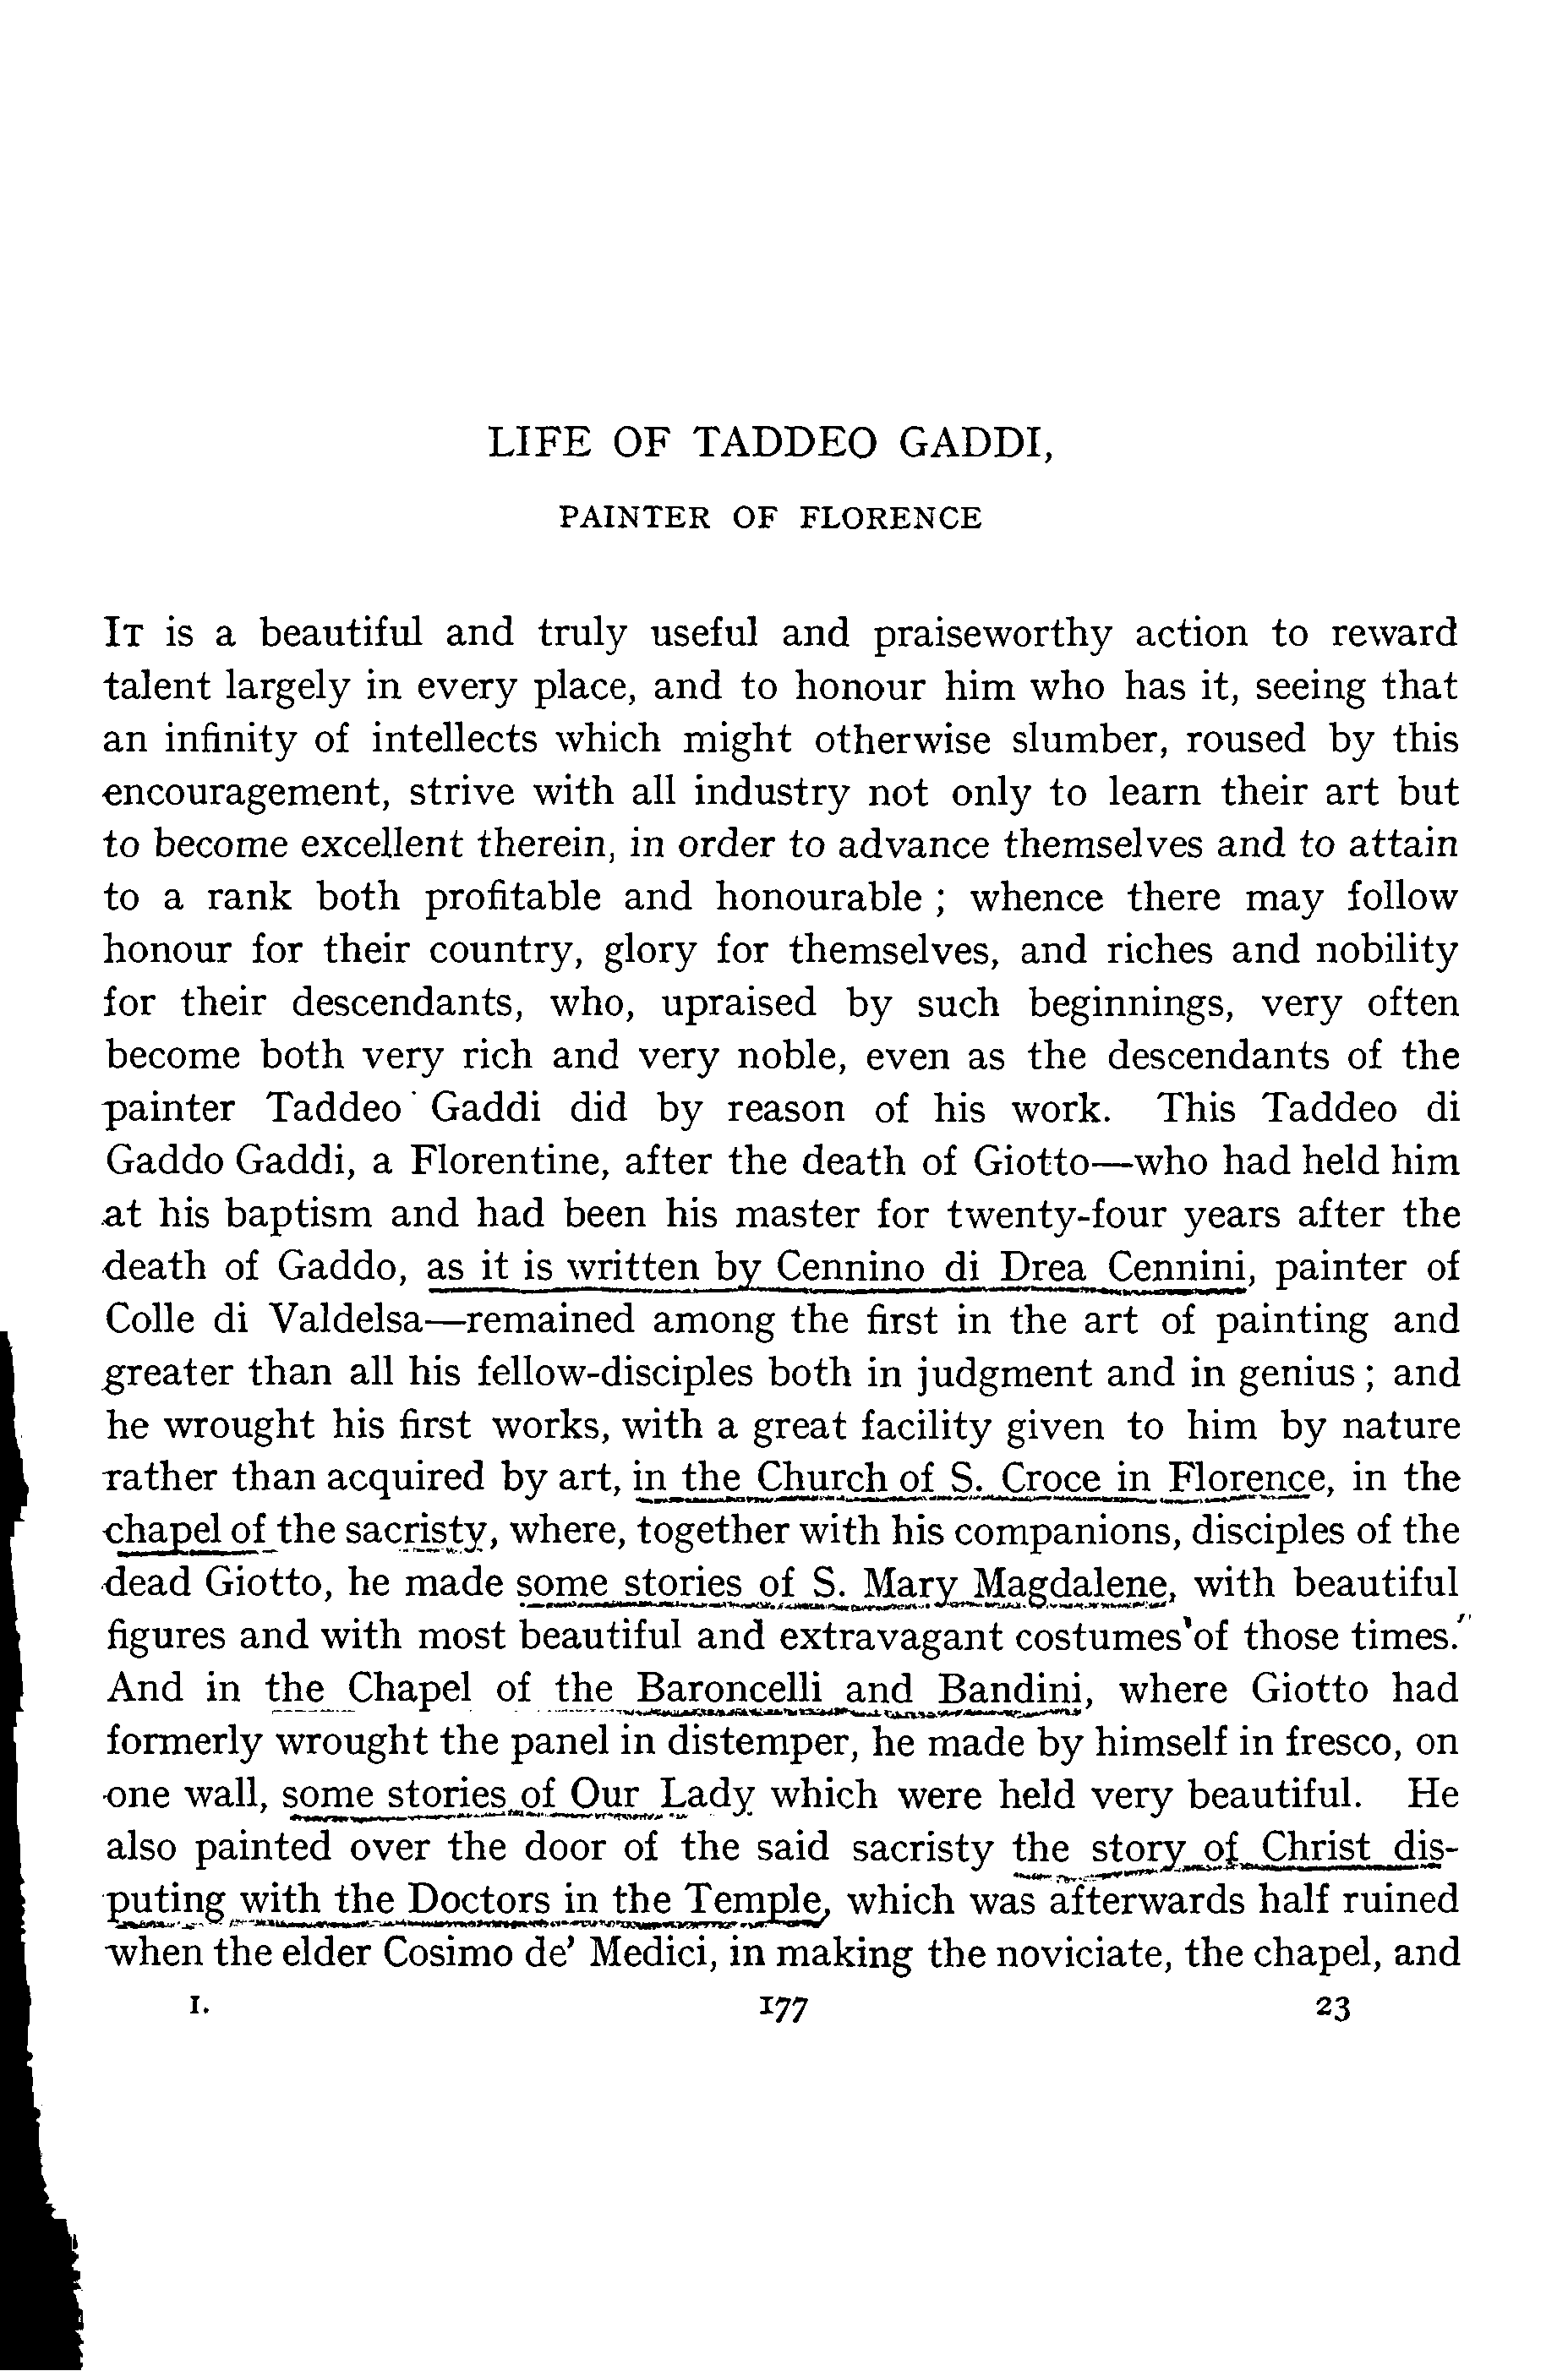 LIFE OF TADDEO GADDI,
PAINTER OF FLORENCE
IT is a beautiful and truly useful and praiseworthy action to reward
talent largely in every place, and to honour him who has it, seeing that
an infinity of intellects which might otherwise slumber, roused by this
encouragement, strive with all industry not only to learn their art but
to become excellent therein, in order to advance themselves and to attain
to a rank both profitable and honourable ; whence there may follow
honour for their country, glory for themselves, and riches and nobility
for their descendants, who, upraised by such beginnings, very often
become both very rich and very noble, even as the descendants of the
painter Taddeo Gaddi did by reason of his work. This Taddeo di
Gaddo Gaddi, a Florentine, after the death of Giotto—who had held him
at his baptism and had been his master for twenty-four years after the
death of Gaddo, as it is written by Cennino di Drea Cennini, painter of
Colle di Valdelsa—remained among the first in the art of painting and
greater than all his fellow-disciples both in judgment and in genius ; and
he wrought his first works, with a great facility given to him by nature
rather than acquired by art, in the Church of S. Croce in Florence, in the
chapel of the sacristy, where, together with his companions, disciples of the
dead Giotto, he made some stories of S. Mary Magdalene, with beautiful
figures and with most beautiful and extravagant costumes of those times.
And in the Chapel of the Baroncelli and Bandini, where Giotto had
formerly wrought the panel in distemper, he made by himself in fresco, on
one wall, some stories of Our Lady which were held very beautiful. He
also painted over the door of the said sacristy the story of Christ dis-
puting with the Doctors in the Temple, which was afterwards half ruined
when the elder Cosimo de' Medici, in making the noviciate, the chapel, and
I. 177 23